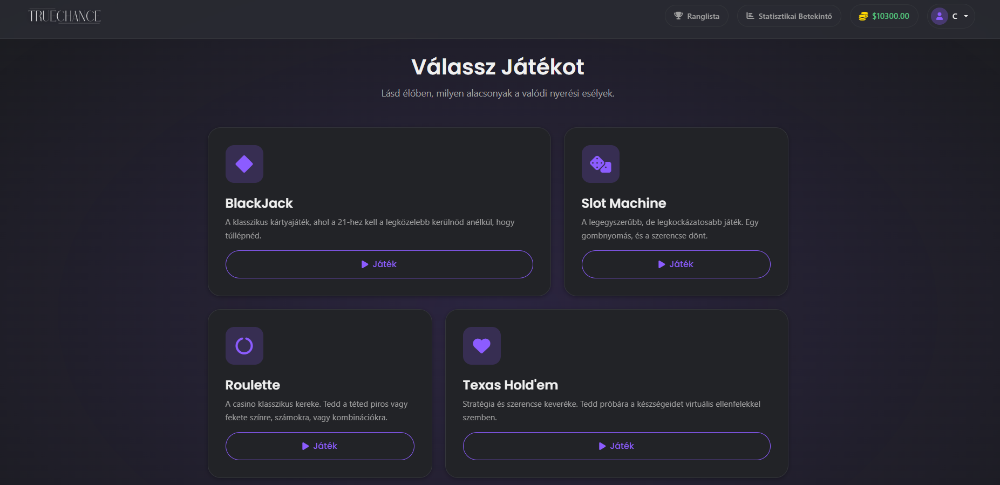 TRUECHANCE
Ranglista
Statisztikai Betekintő
$10300.00
C
Válassz Játékot
Lásd élőben, milyen alacsonyak a valódi nyerési esélyek.
BlackJack
A klasszikus kártyajáték, ahol a 21-hez kell a legközelebb kerülnöd anélkül, hogy
túllépnéd.
Játék
Slot Machine
A legegyszerűbb, de legkockázatosabb játék. Egy
gombnyomás, és a szerencse dönt.
Játék
Roulette
A casino klasszikus kereke. Tedd a téted piros vagy
fekete színre, számokra, vagy kombinációkra.
Játék
Texas Hold'em
Stratégia és szerencse keveréke. Tedd próbára a készségeidet virtuális ellenfelekkel
szemben.
Játék